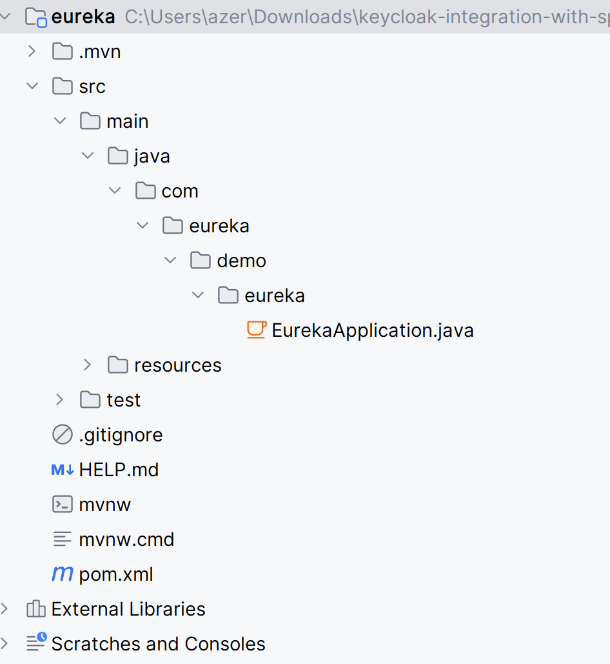 eureka C:\Users\azer\Downloads\keycloak-integration-with-sp
.mvn
src
main
java
com
eureka
demo
eureka
EurekaApplication.java
resources
test
.gitignore
M↓ HELP.md
mvnw
mvnw.cmd
m pom.xml
External Libraries
Scratches and Consoles